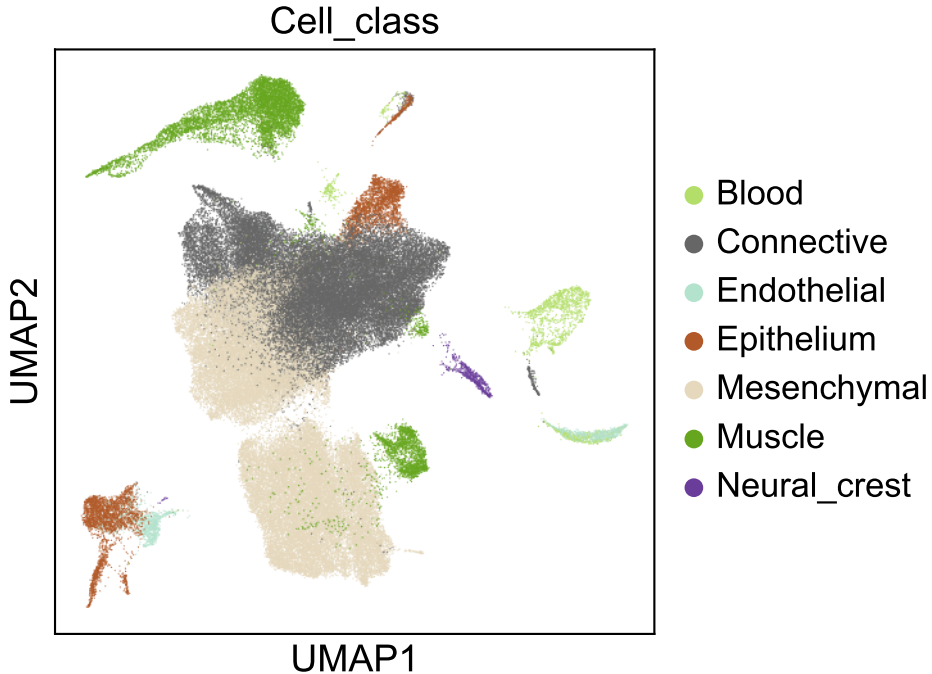 Cell_class
UMAP2
Blood
Connective
Endothelial
Epithelium
Mesenchymal
Muscle
Neural_crest
UMAP1